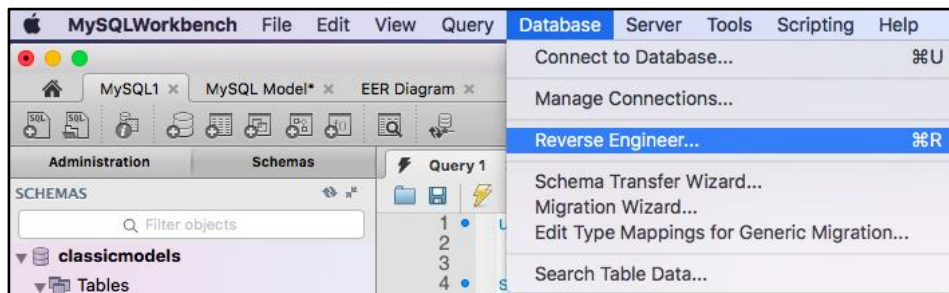 MySQLWorkbench File Edit View Query Database Server Tools Scripting Help
Connect to Database... ⌘U
MySQL1 × MySQL Model* × EER Diagram ×
Manage Connections...
SQL SQL
Reverse Engineer... ⌘R
Administration Schemas Query 1
Schema Transfer Wizard...
SCHEMAS
Migration Wizard...
Filter objects
Edit Type Mappings for Generic Migration...
1
2
classicmodels 3
Search Table Data...
Tables 4